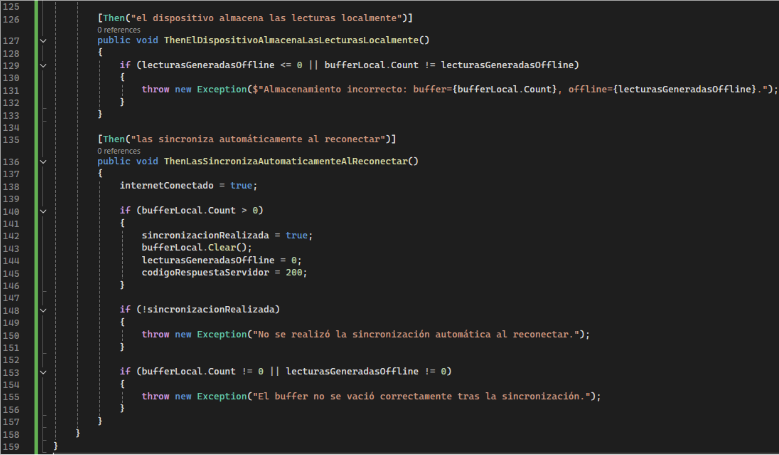 125
126 [Then("el dispositivo almacena las lecturas localmente")]
0 references
127 public void ThenElDispositivoAlmacenaLasLecturasLocalmente()
128 {
129 if (lecturasGeneradasOffline <= 0 || bufferLocal.Count != lecturasGeneradasOffline)
130 {
131 throw new Exception($"Almacenamiento incorrecto: buffer={bufferLocal.Count}, offline={lecturasGeneradasOffline}.");
132 }
133 }
134
135 [Then("las sincroniza automáticamente al reconectar")]
0 references
136 public void ThenLasSincronizaAutomaticamenteAlReconectar()
137 {
138 internetConectado = true;
139
140 if (bufferLocal.Count > 0)
141 {
142 sincronizacionRealizada = true;
143 bufferLocal.Clear();
144 lecturasGeneradasOffline = 0;
145 codigoRespuestaServidor = 200;
146 }
147
148 if (!sincronizacionRealizada)
149 {
150 throw new Exception("No se realizó la sincronización automática al reconectar.");
151 }
152
153 if (bufferLocal.Count != 0 || lecturasGeneradasOffline != 0)
154 {
155 throw new Exception("El buffer no se vació correctamente tras la sincronización.");
156 }
157 }
158 }
159 }